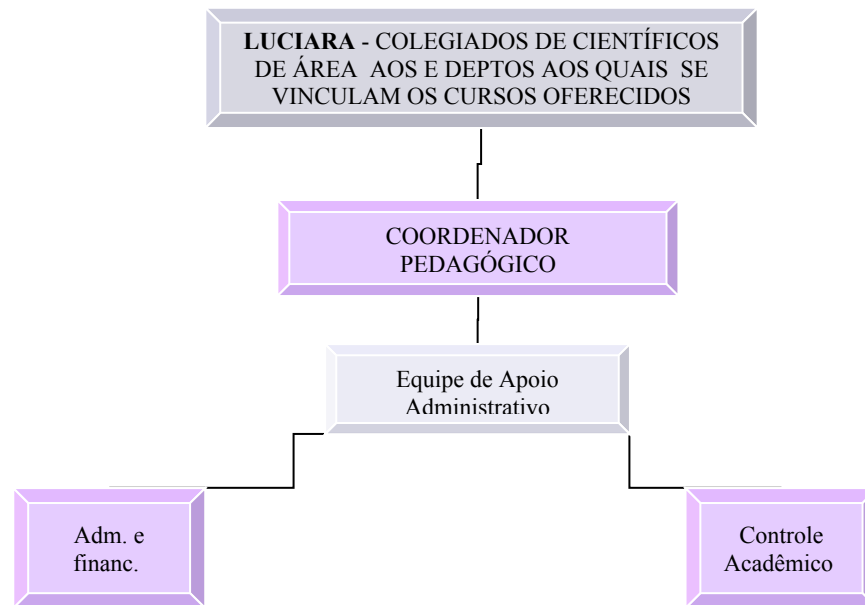 LUCIARA - COLEGIADOS DE CIENTÍFICOS
DE ÁREA AOS E DEPTOS AOS QUAIS SE
VINCULAM OS CURSOS OFERECIDOS
COORDENADOR
PEDAGÓGICO
Equipe de Apoio
Administrativo
Adm. e
financ.
Controle
Acadêmico